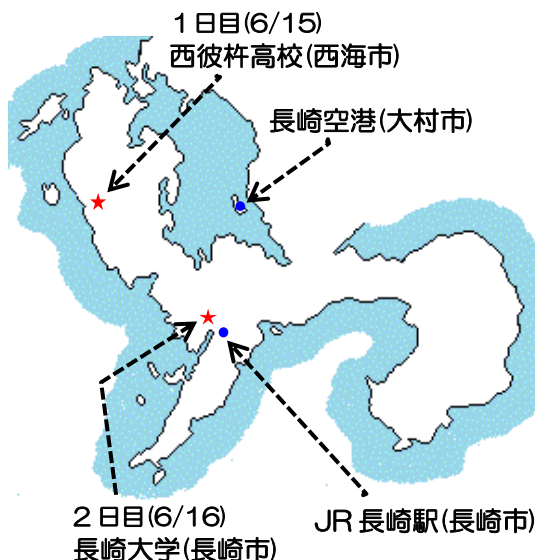 1日目(6/15)
西彼杵高校(西海市)
長崎空港(大村市)
2日目(6/16)
長崎大学(長崎市)
JR長崎駅(長崎市)